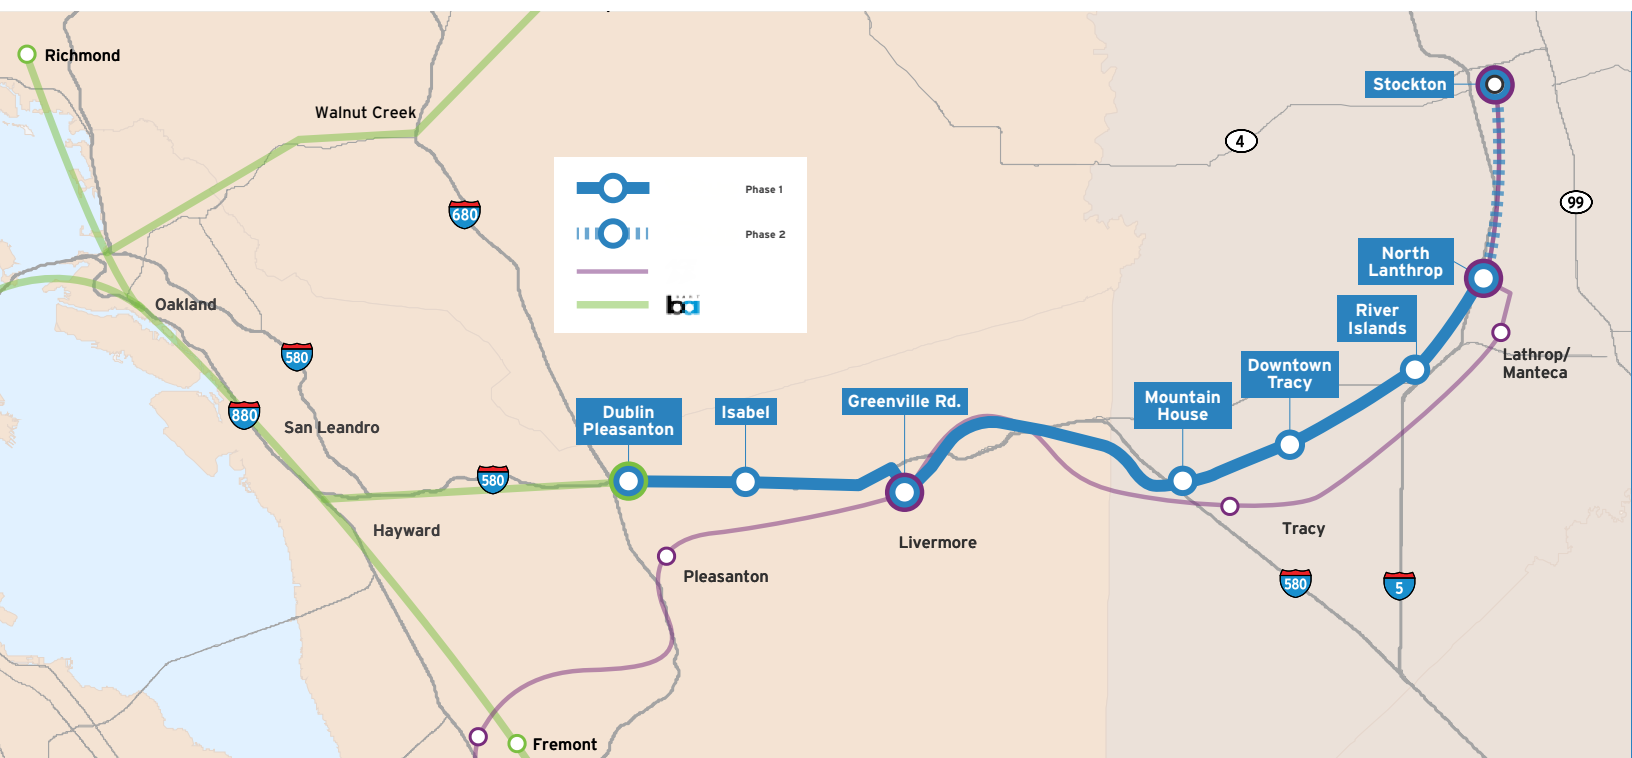 Richmond
Walnut Creek
Stockton
4
99
680
Phase 1
Phase 2
North
Lanthrop
River
Islands
Oakland
580
Lathrop/
Manteca
Downtown
Tracy
Mountain
House
Greenville Rd.
Isabel
Dublin
Pleasanton
880
San Leandro
580
Hayward
Livermore
Tracy
Pleasanton
580
5
Fremont